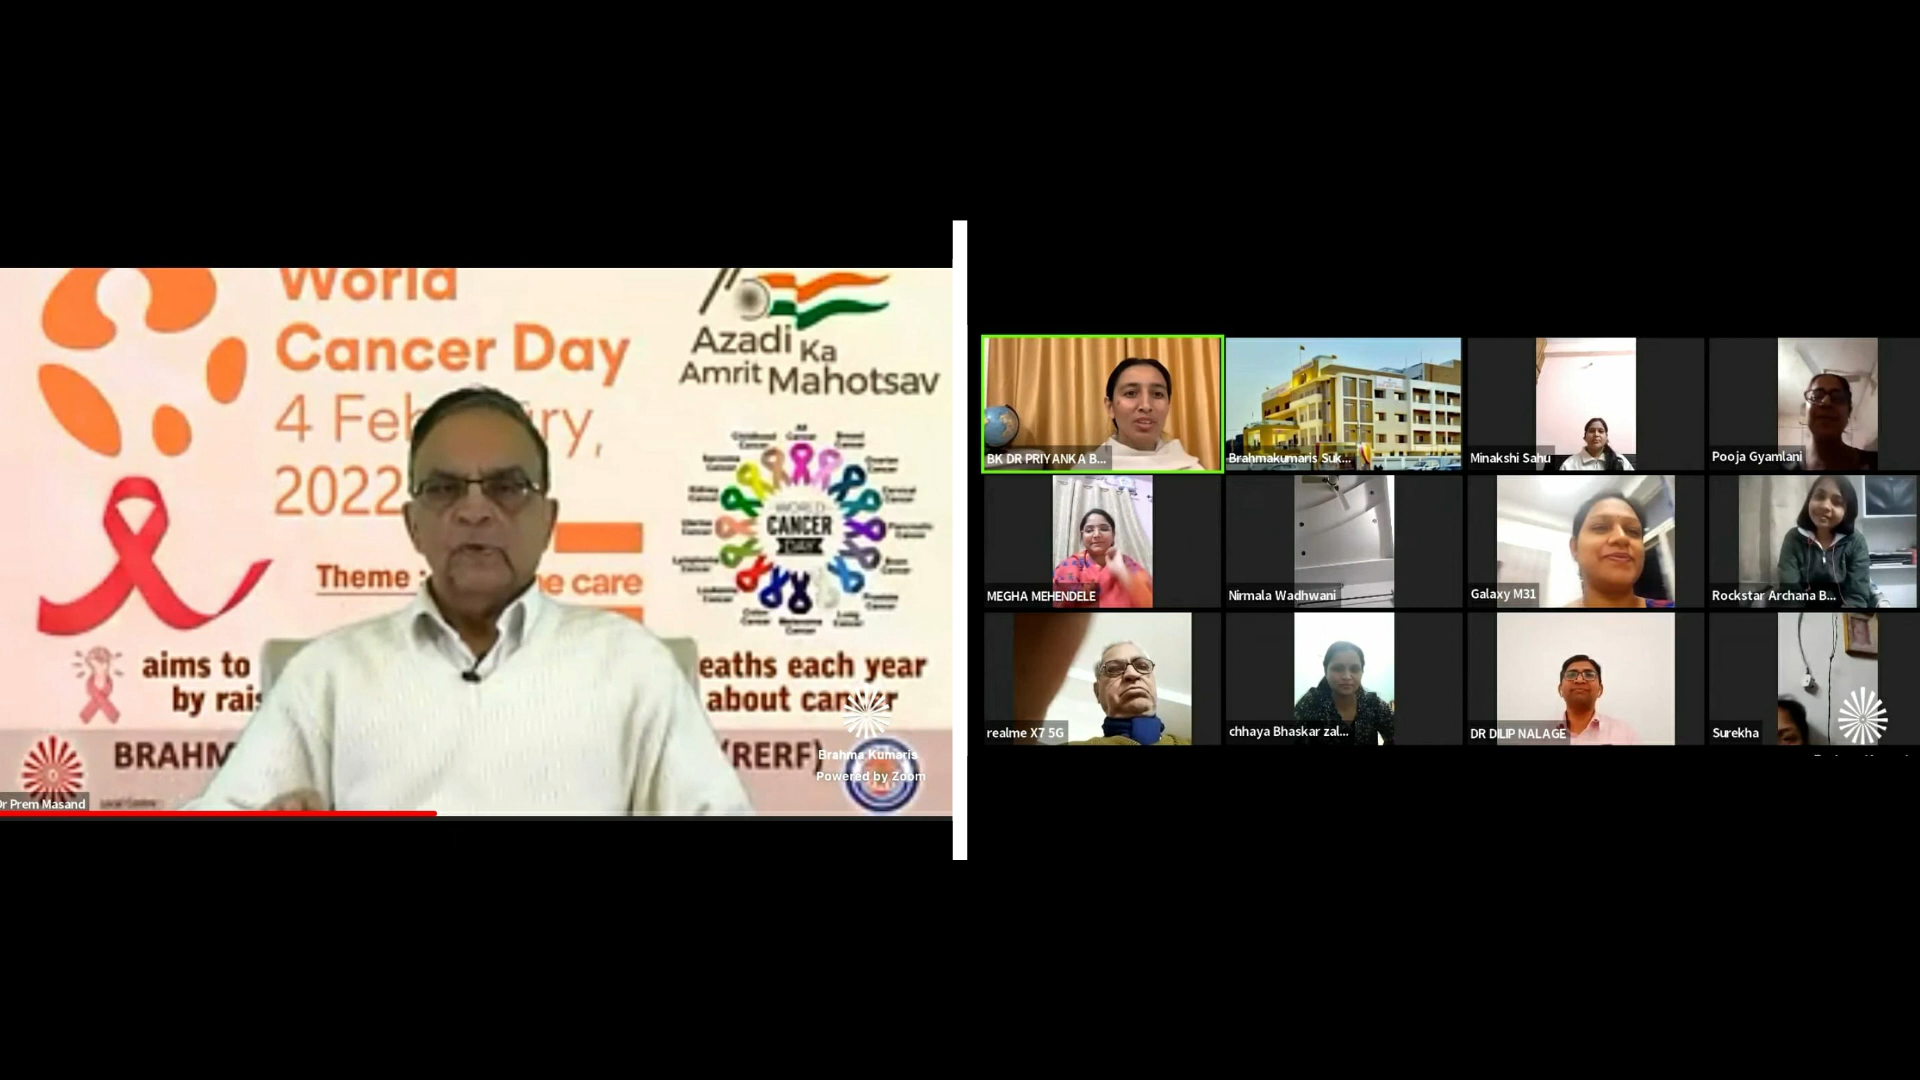 World
Cancer Day
4 Feb
ry,
2022
Theme :
e care
Azadi Ka
Amrit Mahotsav
WORLD
CANCER
DAY
aims to
eaths each year
by rais
about cancer
BRAHM
(RERF)
Brahma Kumaris
Powered by Zoom
Dr Prem Masand
BK DR PRIYANKA B...
Brahmakumaris Suk...
Minakshi Sahu
Pooja Gyamlani
MEGHA MEHENDELE
Nirmala Wadhwani
Galaxy M31
Rockstar Archana B...
realme X7 5G
chhaya Bhaskar zal...
DR DILIP NALAGE
Surekha